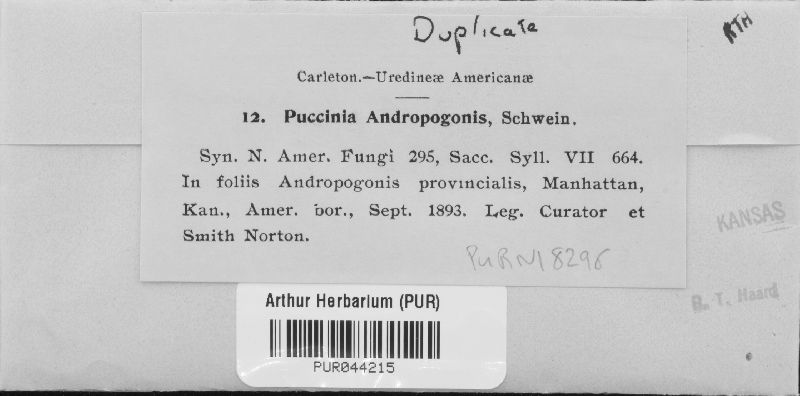 Duplicate
RTH
Carleton.—Uredineæ Americanæ
12. Puccinia Andropogonis, Schwein.
Syn. N. Amer. Fungi 295, Sacc. Syll. VII 664.
In foliis Andropogonis provincialis, Manhattan,
Kan., Amer. bor., Sept. 1893. Leg. Curator et
Smith Norton.
PUR N18296
KANSAS
Arthur Herbarium (PUR)
PUR044215